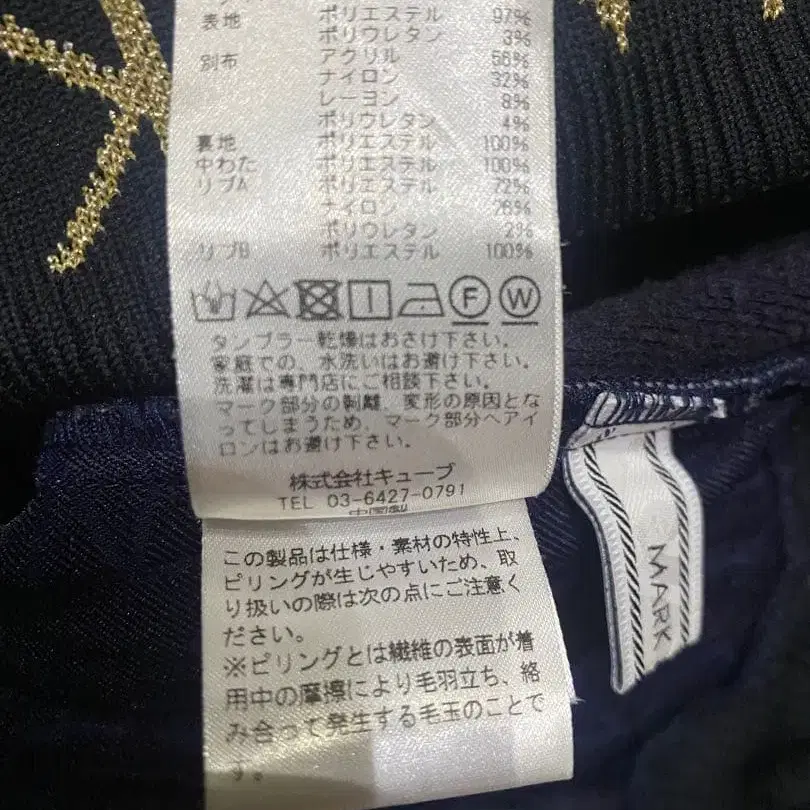 表地 ポリエステル 97%
ポリウレタン 3%
別布 アクリル 56%
ナイロン 32%
レーヨン 8%
ポリウレタン 4%
裏地 ポリエステル 100%
中わた ポリエステル 100%
リブA ポリエステル 72%
ナイロン 26%
ポリウレタン 2%
リブB ポリエステル 100%
F W
タンブラー乾燥はおさけ下さい。
家庭での、水洗いはお避け下さい。
洗濯は専門店にご相談下さい。
マーク部分の剥離、変形の原因とな
ってしまうため、マーク部分へアイ
ロンはお避け下さい。
株式会社キューブ
TEL 03-6427-0791
中国製
この製品は仕様・素材の特性上、
ピリングが生じやすいため、取
り扱いの際は次の点にご注意く
ださい。
※ピリングとは繊維の表面が着
用中の摩擦により毛羽立ち、絡
み合って発生する毛玉のことで
す。
MARK